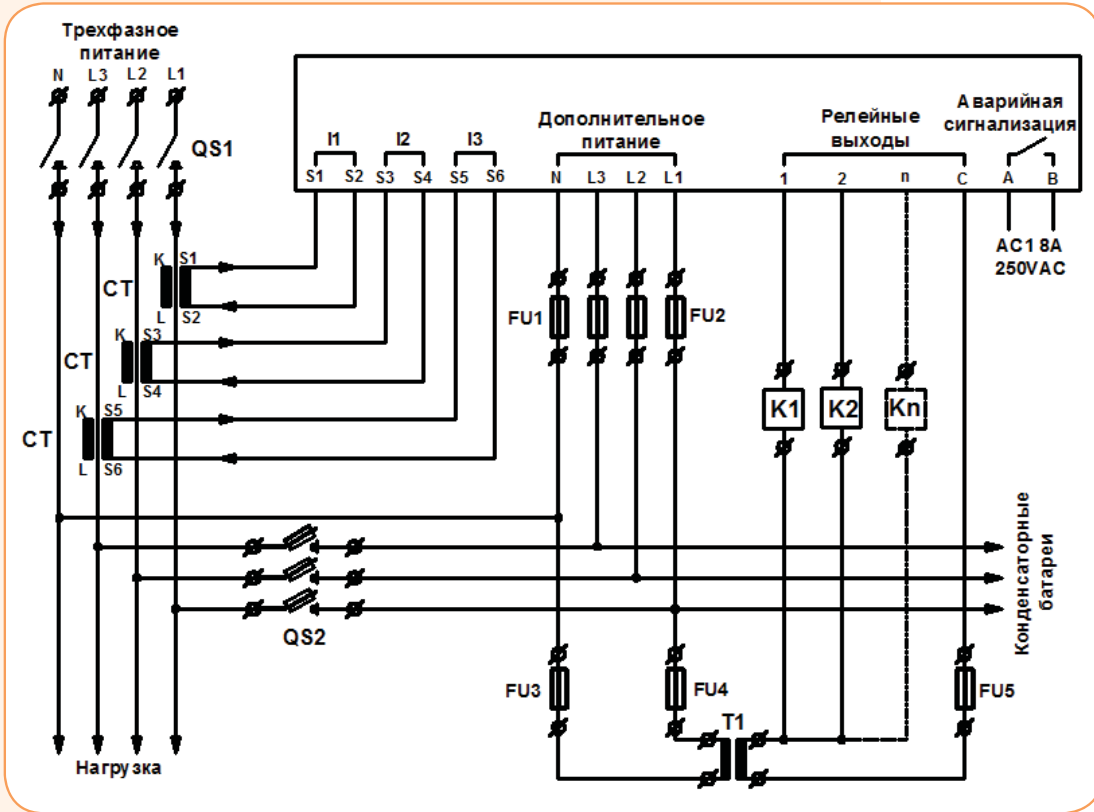 Трехфазное
питание
N L3 L2 L1
QS1
I1 I2 I3
S1 S2 S3 S4 S5 S6
Дополнительное
питание
N L3 L2 L1
Релейные
выходы
1 2 n C
Аварийная
сигнализация
A B
AC1 8A
250VAC
K S1
CT
L S2
K S3
CT
L S4
K S5
CT
L S6
FU1 FU2
K1 K2 Kn
QS2
Конденсаторные
батареи
FU3 FU4 FU5
T1
Нагрузка